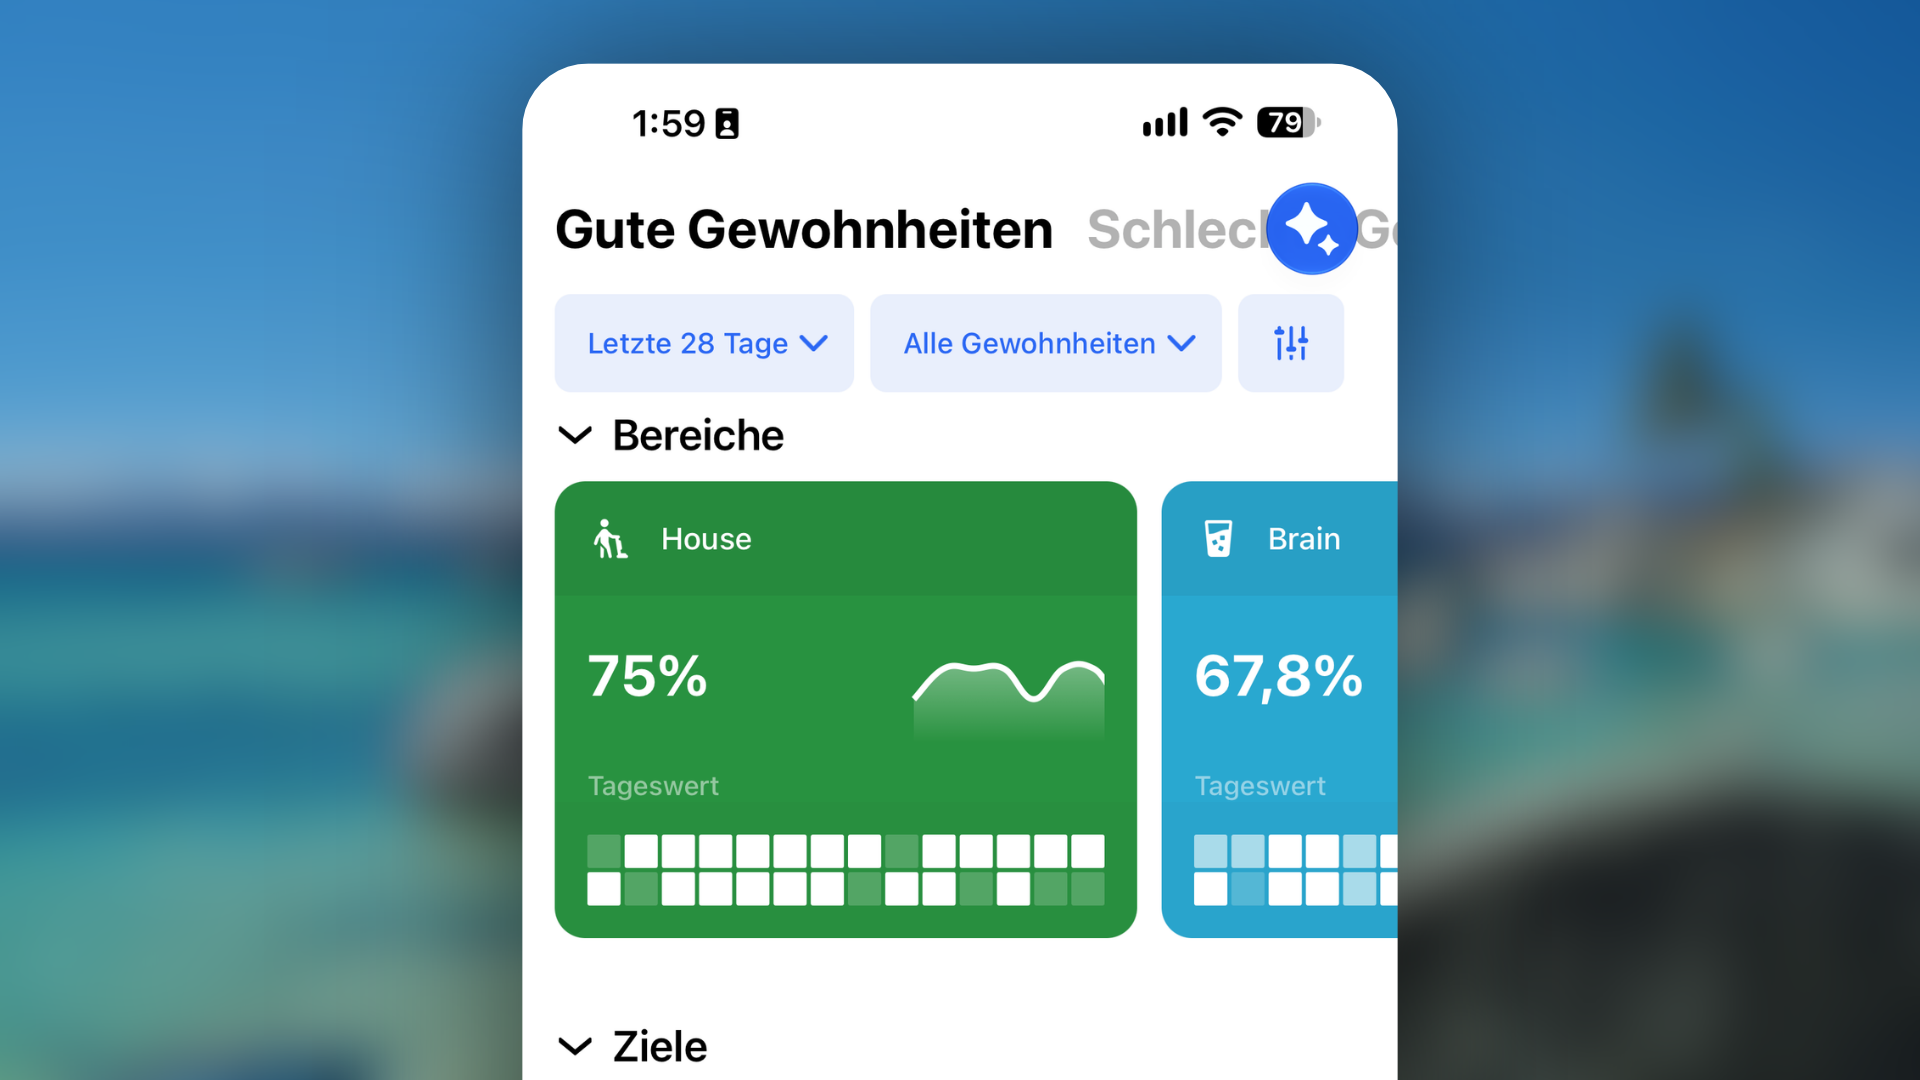 1:59
79
Gute Gewohnheiten
Letzte 28 Tage
Alle Gewohnheiten
Bereiche
House
Brain
75%
67,8%
Tageswert
Tageswert
Ziele